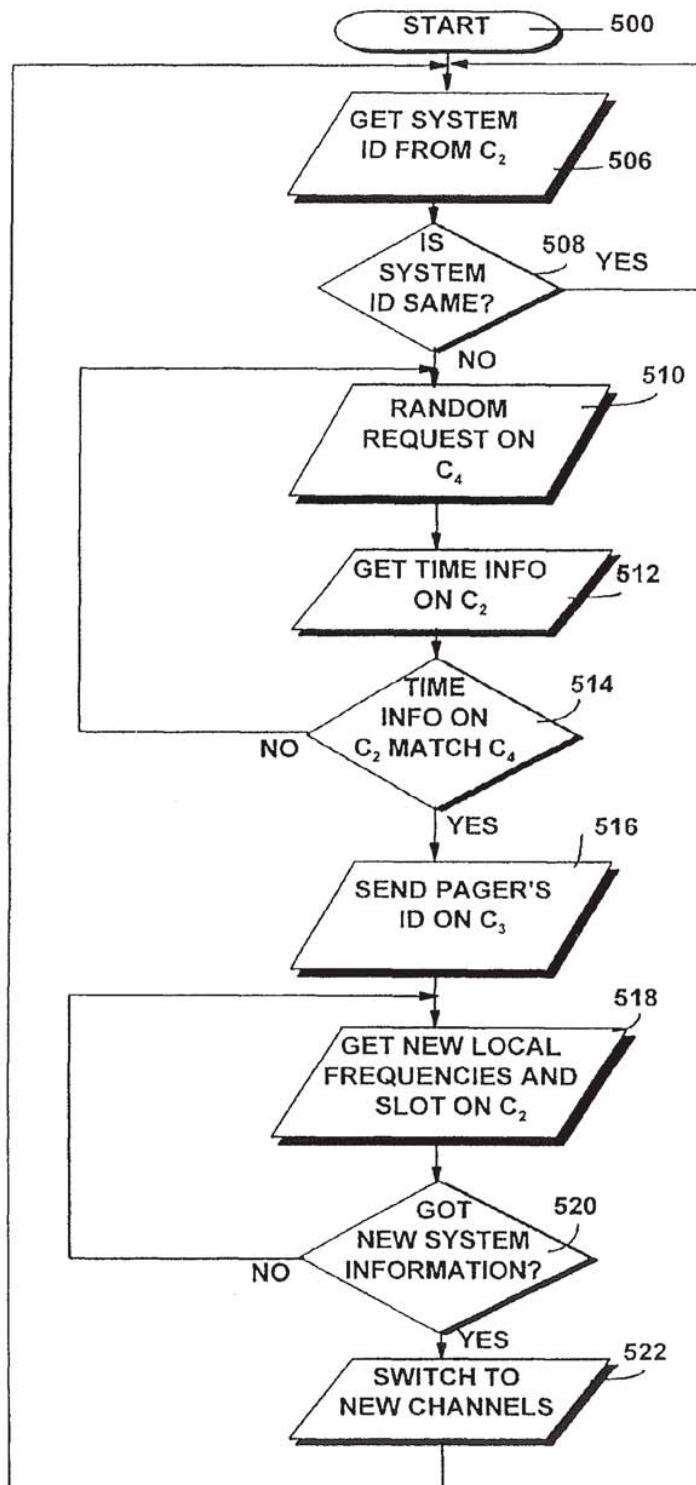 START
500
GET SYSTEM
ID FROM C₂
506
IS
SYSTEM
ID SAME?
508
YES
NO
RANDOM
REQUEST ON
C₄
510
GET TIME INFO
ON C₂
512
TIME
INFO ON
C₂ MATCH C₄
514
NO
YES
SEND PAGER'S
ID ON C₃
516
GET NEW LOCAL
FREQUENCIES AND
SLOT ON C₂
518
GOT
NEW SYSTEM
INFORMATION?
520
NO
YES
SWITCH TO
NEW CHANNELS
522